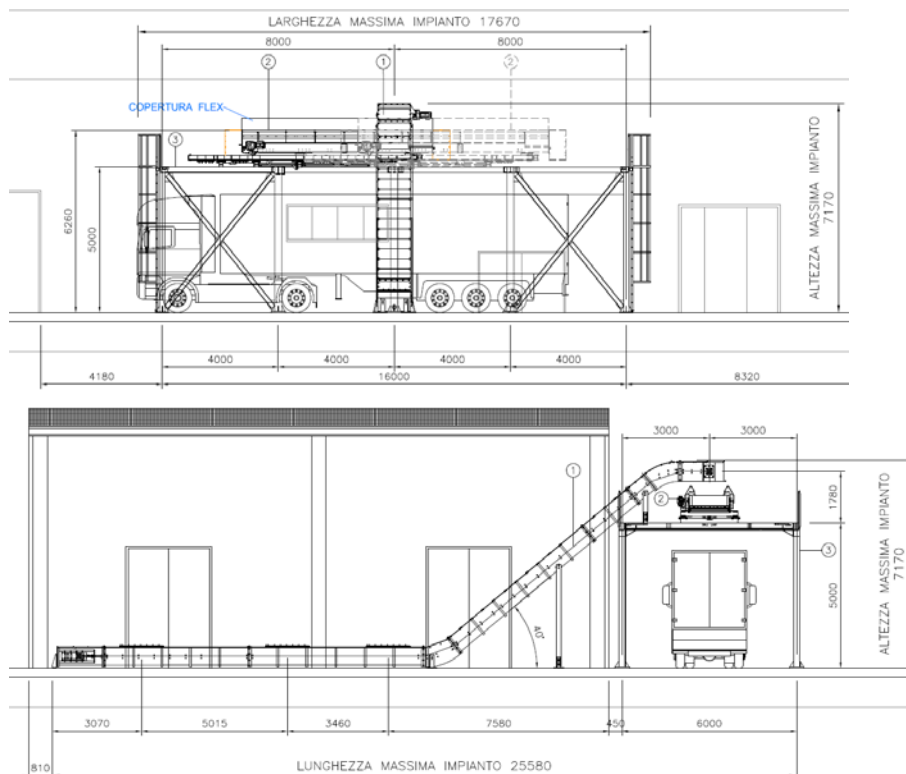 LARGHEZZA MASSIMA IMPIANTO 17670
8000 8000
2 1 2
COPERTURA FLEX
3
6260
5000
ALTEZZA MASSIMA IMPIANTO
7170
4000 4000 4000 4000
4180 16000 8320
3000 3000
1
2
1780
3
5000
ALTEZZA MASSIMA IMPIANTO
7170
40°
3070 5015 3460 7580 450 6000
810 LUNGHEZZA MASSIMA IMPIANTO 25580